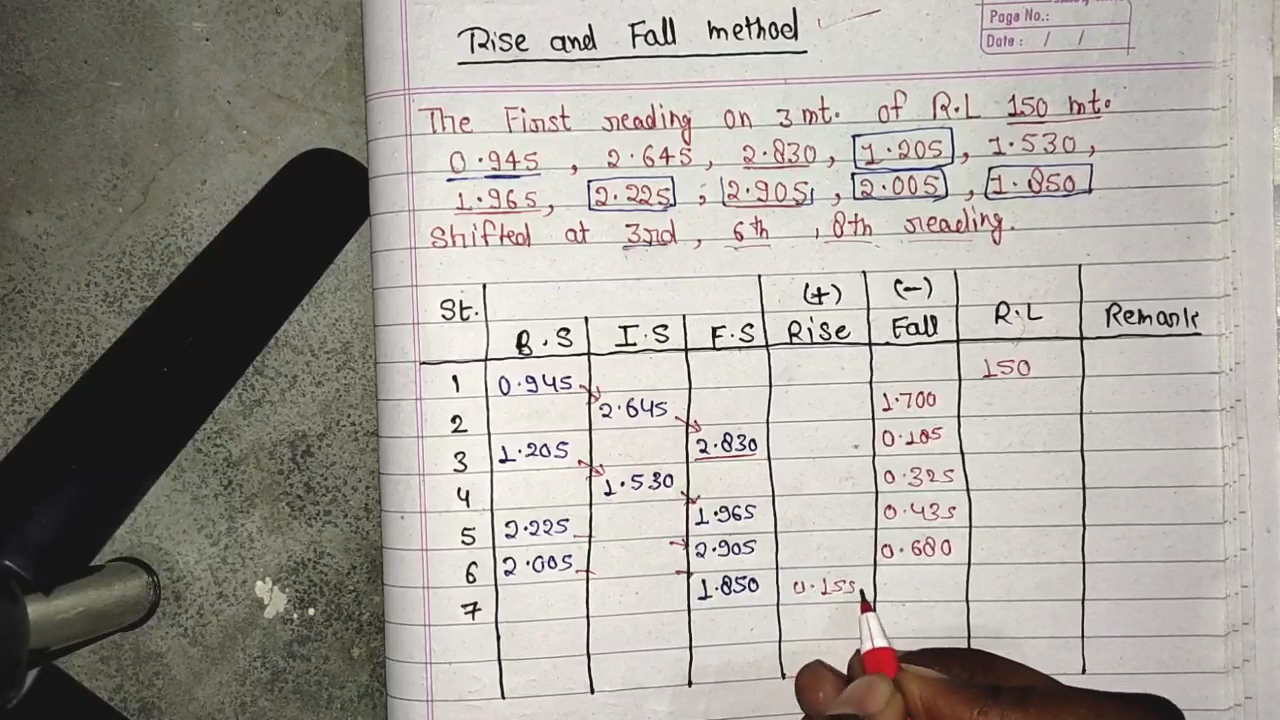 Page No.:
Date: / /
Rise and Fall method
The First reading on 3 mt. of R.L 150 mt.
0.945, 2.645, 2.830, 1.205, 1.530,
1.965, 2.225, 2.905, 2.005, 1.850
Shifted at 3rd, 6th, 8th reading.
(+) (-)
St. B.S I.S F.S Rise Fall R.L Remark
1 0.945 150
2 2.645 1.700
3 1.205 2.830 0.185
4 1.530 0.325
5 2.225 1.965 0.435
6 2.005 2.905 0.680
7 1.850 0.155